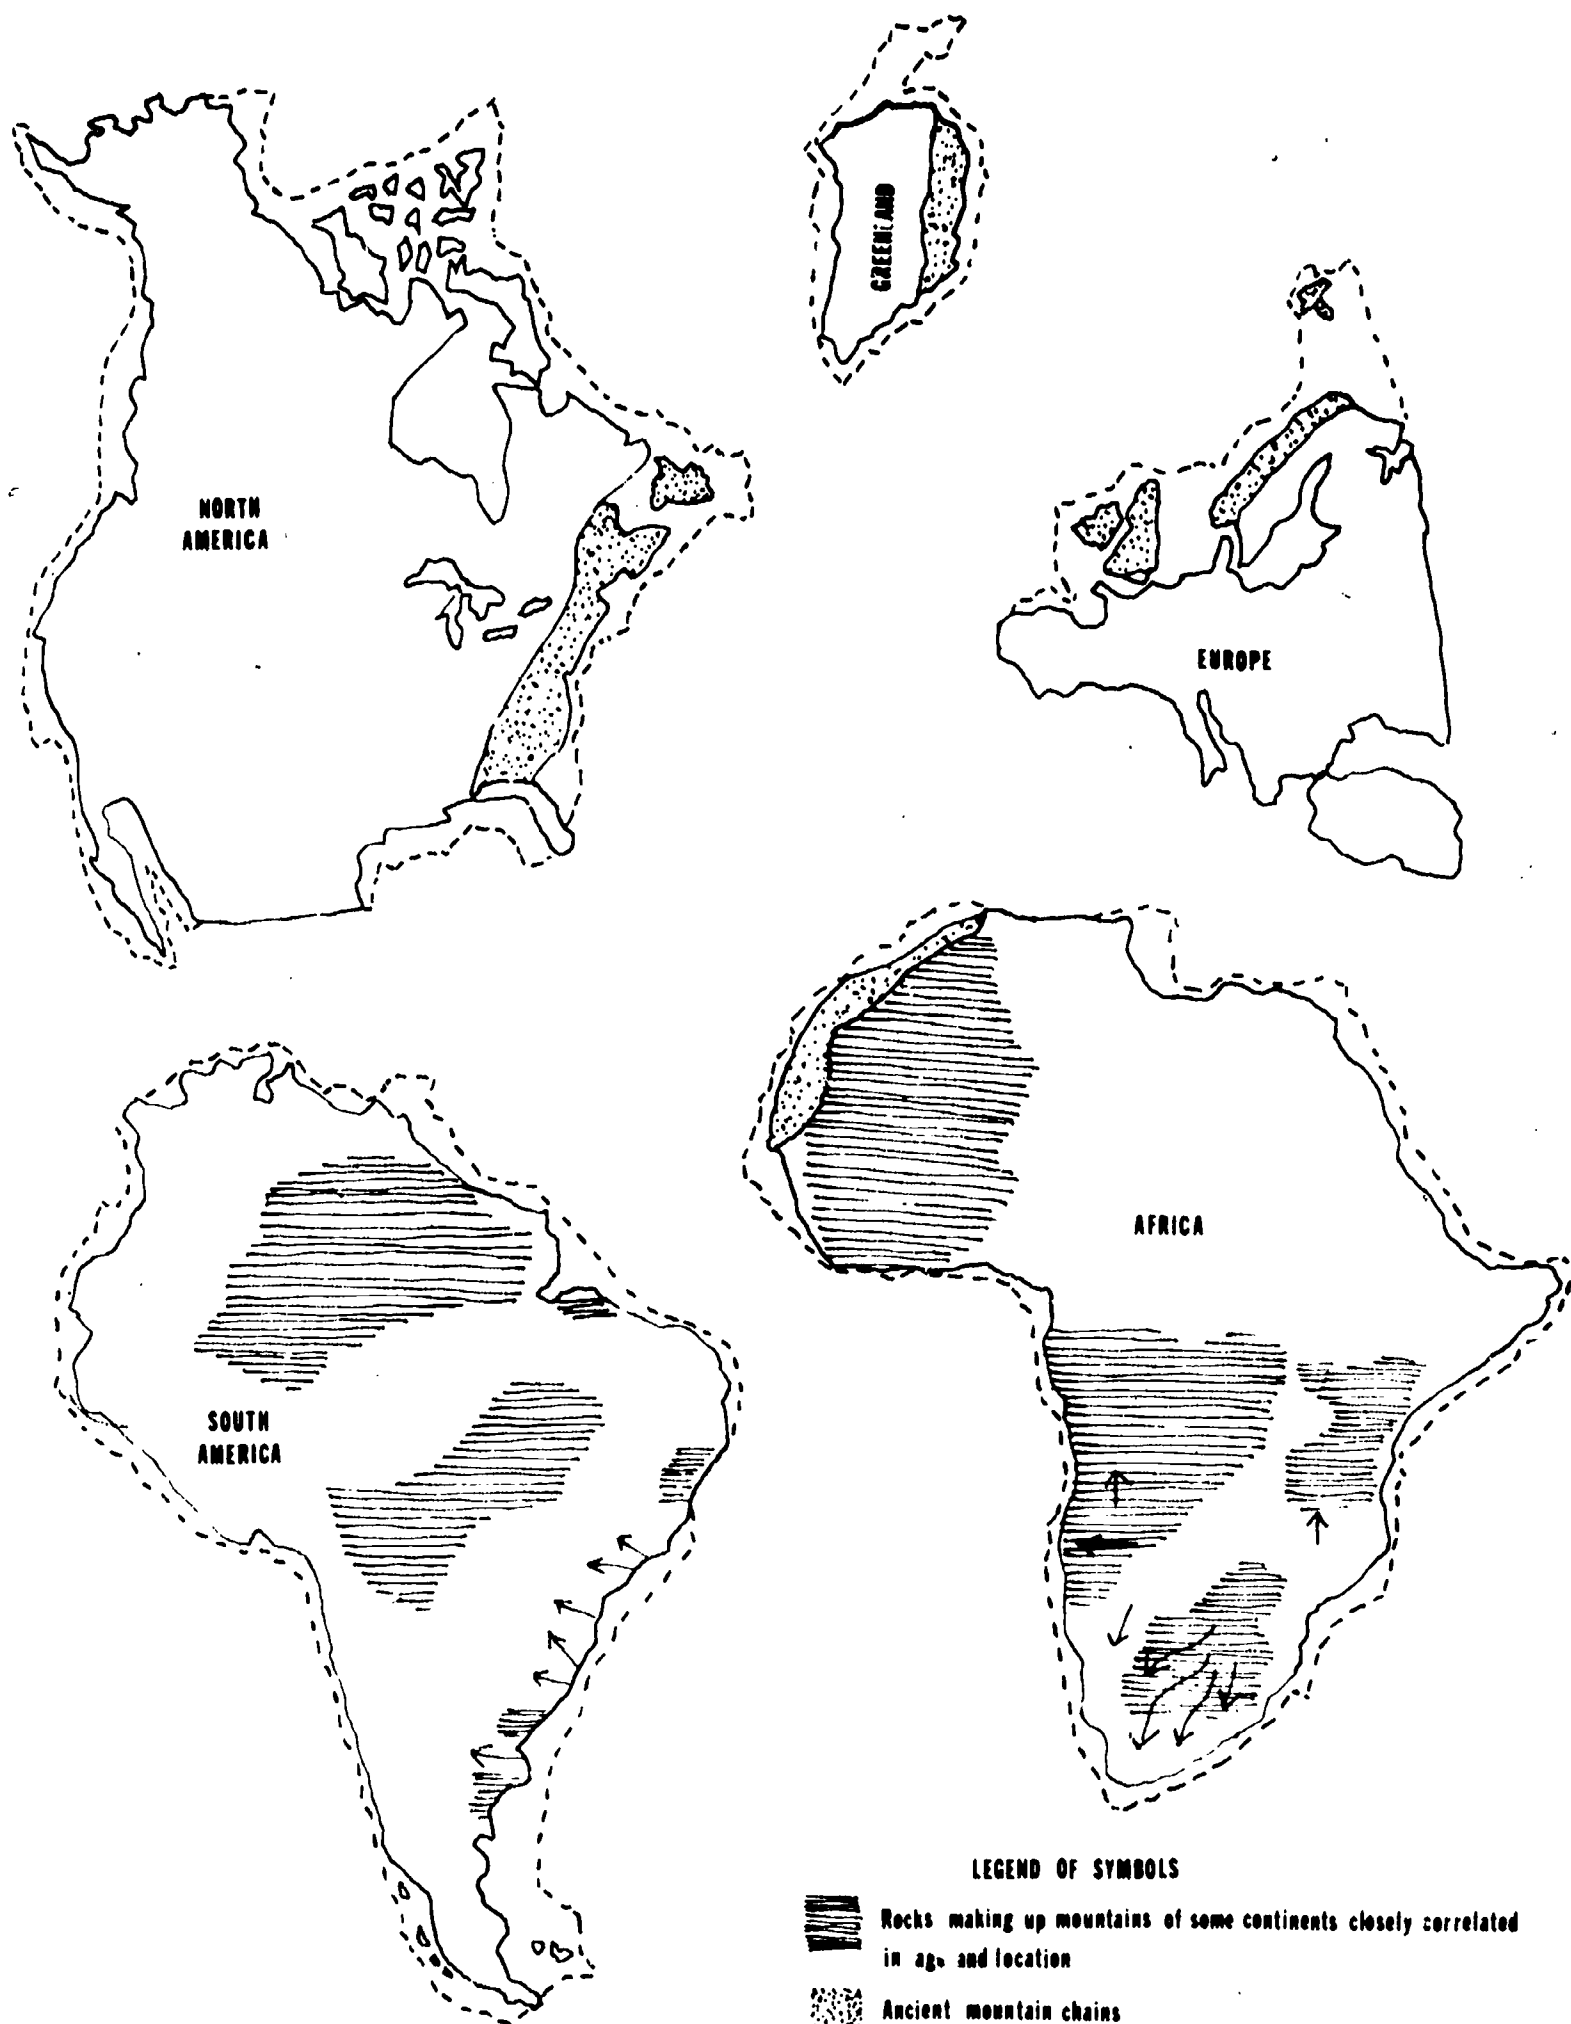 GREENLAND
NORTH
AMERICA
EUROPE
AFRICA
SOUTH
AMERICA
LEGEND OF SYMBOLS
Rocks making up mountains of some continents closely correlated
in age and location
Ancient mountain chains